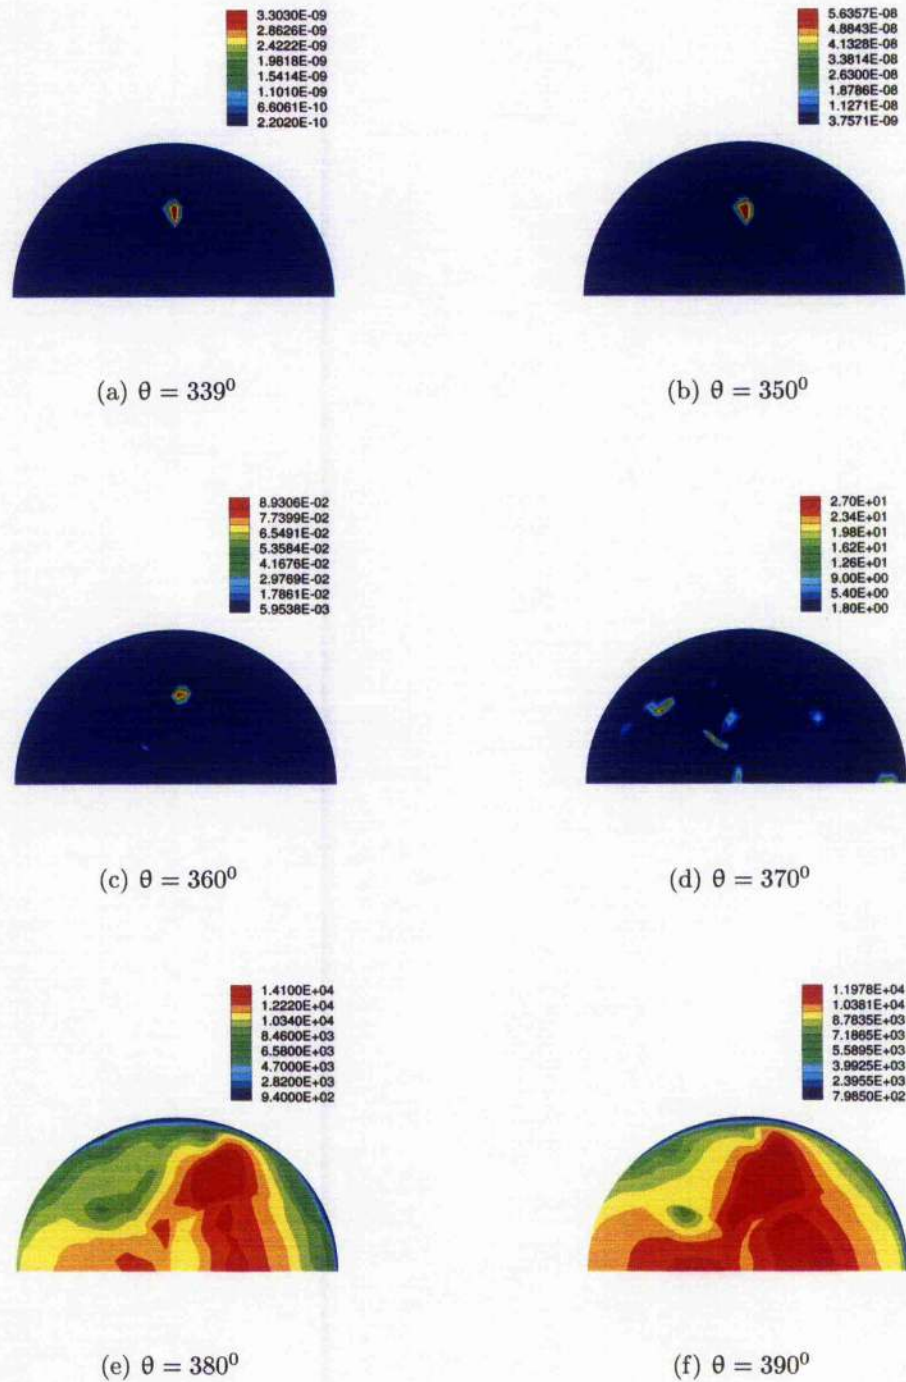 3.3030E-09
2.8626E-09
2.4222E-09
1.9818E-09
1.5414E-09
1.1010E-09
6.6061E-10
2.2020E-10
5.6357E-08
4.8843E-08
4.1328E-08
3.3814E-08
2.6300E-08
1.8786E-08
1.1271E-08
3.7571E-09
(a) θ = 339⁰
(b) θ = 350⁰
8.9306E-02
7.7399E-02
6.5491E-02
5.3584E-02
4.1676E-02
2.9769E-02
1.7861E-02
5.9538E-03
2.70E+01
2.34E+01
1.98E+01
1.62E+01
1.26E+01
9.00E+00
5.40E+00
1.80E+00
(c) θ = 360⁰
(d) θ = 370⁰
1.4100E+04
1.2220E+04
1.0340E+04
8.4600E+03
6.5800E+03
4.7000E+03
2.8200E+03
9.4000E+02
1.1978E+04
1.0381E+04
8.7835E+03
7.1865E+03
5.5895E+03
3.9925E+03
2.3955E+03
7.9850E+02
(e) θ = 380⁰
(f) θ = 390⁰